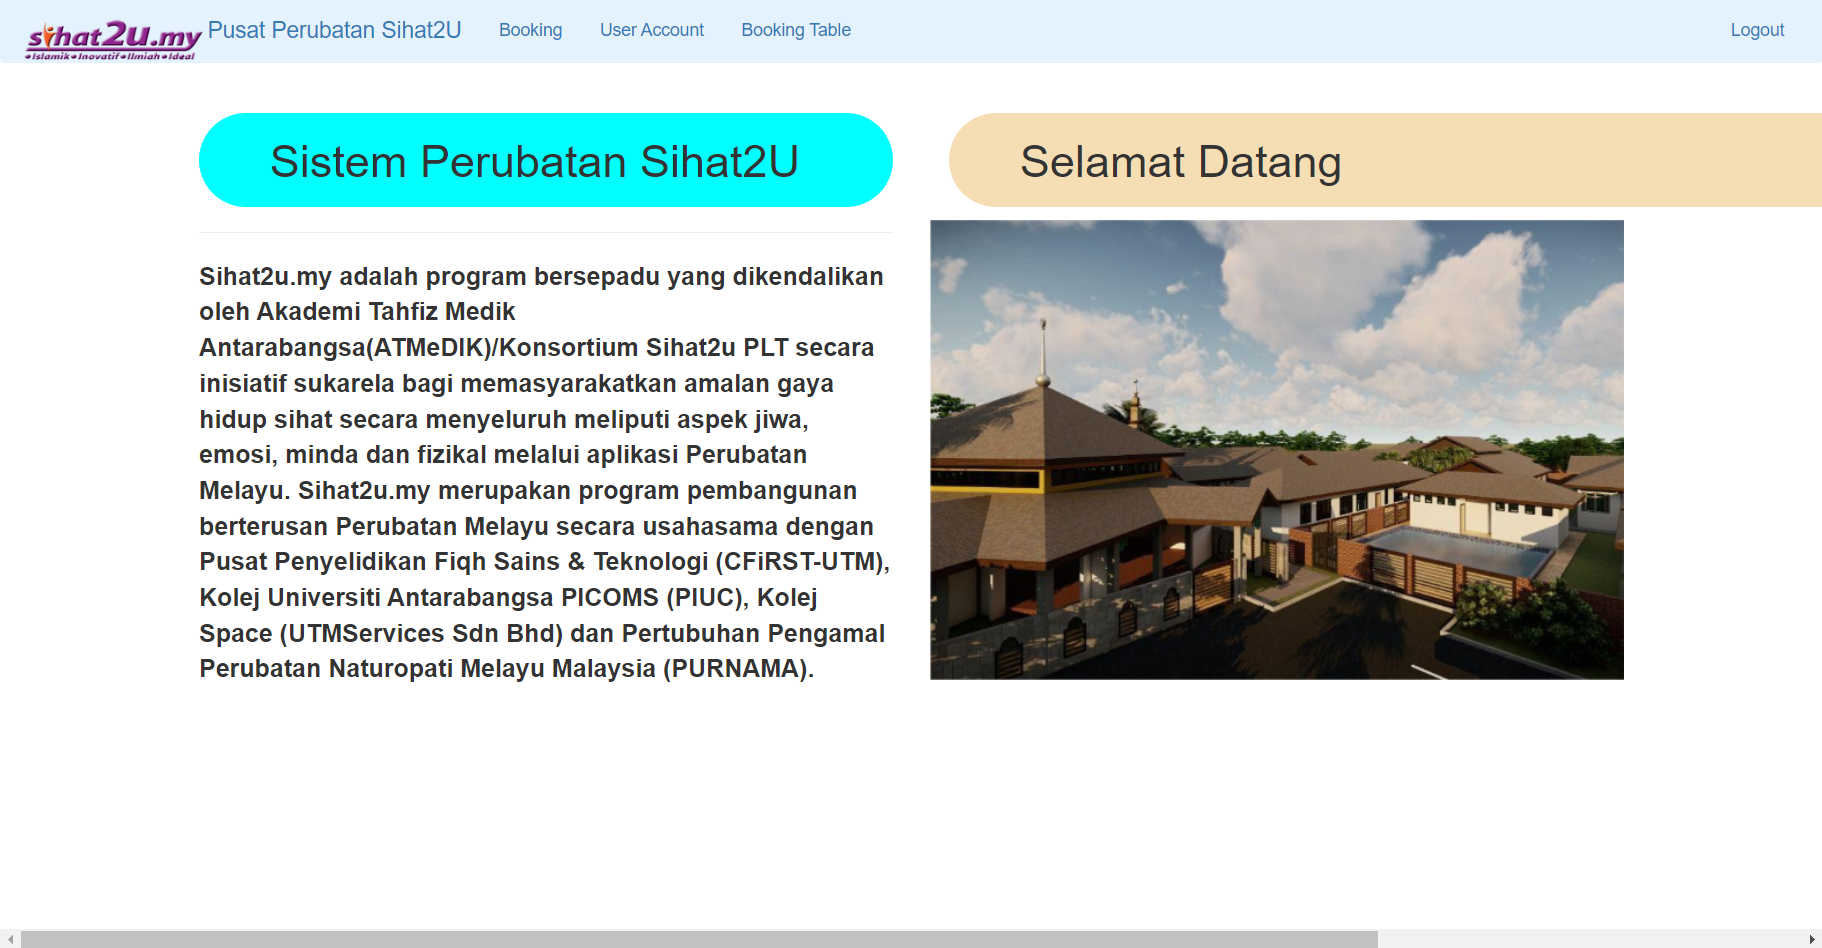 sihat2u.my
•Islamik•Inovatif•Ilmiah•Ideal
Pusat Perubatan Sihat2U
Booking
User Account
Booking Table
Logout
Sistem Perubatan Sihat2U
Selamat Datang
Sihat2u.my adalah program bersepadu yang dikendalikan
oleh Akademi Tahfiz Medik
Antarabangsa(ATMeDIK)/Konsortium Sihat2u PLT secara
inisiatif sukarela bagi memasyarakatkan amalan gaya
hidup sihat secara menyeluruh meliputi aspek jiwa,
emosi, minda dan fizikal melalui aplikasi Perubatan
Melayu. Sihat2u.my merupakan program pembangunan
berterusan Perubatan Melayu secara usahasama dengan
Pusat Penyelidikan Fiqh Sains & Teknologi (CFiRST-UTM),
Kolej Universiti Antarabangsa PICOMS (PIUC), Kolej
Space (UTMServices Sdn Bhd) dan Pertubuhan Pengamal
Perubatan Naturopati Melayu Malaysia (PURNAMA).